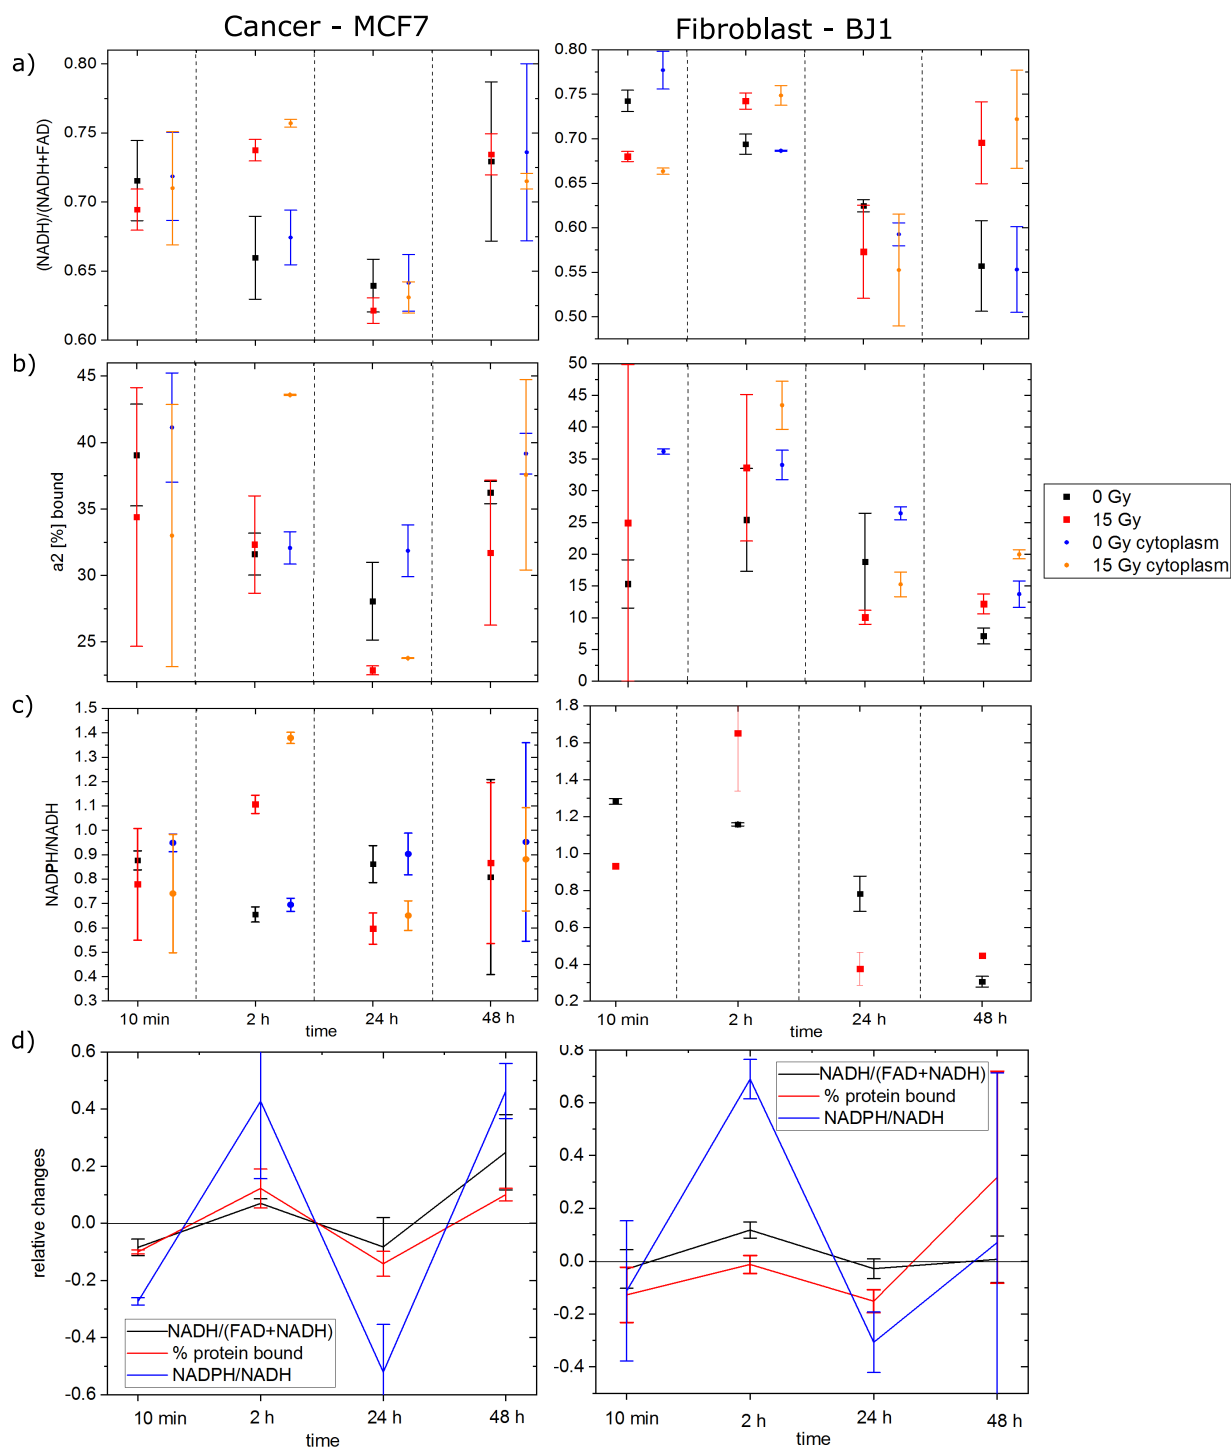 Cancer - MCF7
Fibroblast - BJ1
a)
(NADH)/(NADH+FAD)
0.80
0.75
0.70
0.65
0.60
0.80
0.75
0.70
0.65
0.60
0.55
0.50
b)
a2 [%] bound
45
40
35
30
25
50
45
40
35
30
25
20
15
10
5
0
0 Gy
15 Gy
0 Gy cytoplasm
15 Gy cytoplasm
c)
NADPH/NADH
1.5
1.4
1.3
1.2
1.1
1.0
0.9
0.8
0.7
0.6
0.5
0.4
0.3
10 min
2 h
24 h
48 h
time
1.8
1.6
1.4
1.2
1.0
0.8
0.6
0.4
0.2
10 min
2 h
24 h
48 h
time
d)
relative changes
0.6
0.4
0.2
0.0
-0.2
-0.4
-0.6
NADH/(FAD+NADH)
% protein bound
NADPH/NADH
10 min
2 h
24 h
48 h
time
0.8
0.6
0.4
0.2
0.0
-0.2
-0.4
NADH/(FAD+NADH)
% protein bound
NADPH/NADH
10 min
2 h
24 h
48 h
time